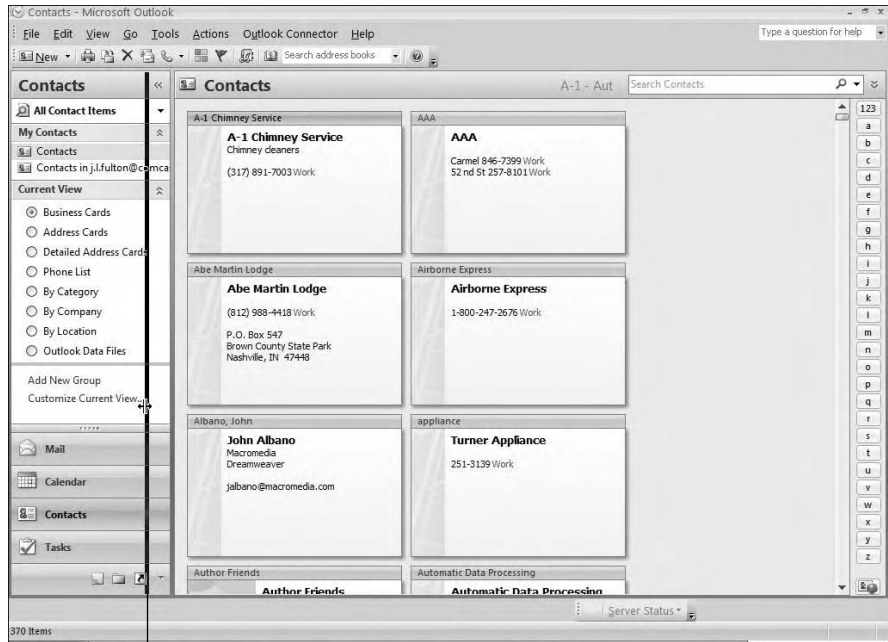 Contacts - Microsoft Outlook
File Edit View Go Tools Actions Outlook Connector Help
Type a question for help
New
Search address books
Contacts
All Contact Items
My Contacts
Contacts
Contacts in j.l.fulton@comca
Current View
Business Cards
Address Cards
Detailed Address Cards
Phone List
By Category
By Company
By Location
Outlook Data Files
Add New Group
Customize Current View...
Mail
Calendar
Contacts
Tasks
Contacts
A-1 - Aut
Search Contacts
A-1 Chimney Service
A-1 Chimney Service
Chimney cleaners
(317) 891-7003 Work
AAA
AAA
Carmel 846-7399 Work
52 nd St 257-8101 Work
Abe Martin Lodge
Abe Martin Lodge
(812) 988-4418 Work
P.O. Box 547
Brown County State Park
Nashville, IN 47448
Airborne Express
Airborne Express
1-800-247-2676 Work
Albano, John
John Albano
Macromedia
Dreamweaver
jalbano@macromedia.com
appliance
Turner Appliance
251-3139 Work
Author Friends
Author Friends
Automatic Data Processing
Automatic Data Processing
123
a
b
c
d
e
f
g
h
i
j
k
l
m
n
o
p
q
r
s
t
u
v
w
x
y
z
Server Status
370 Items